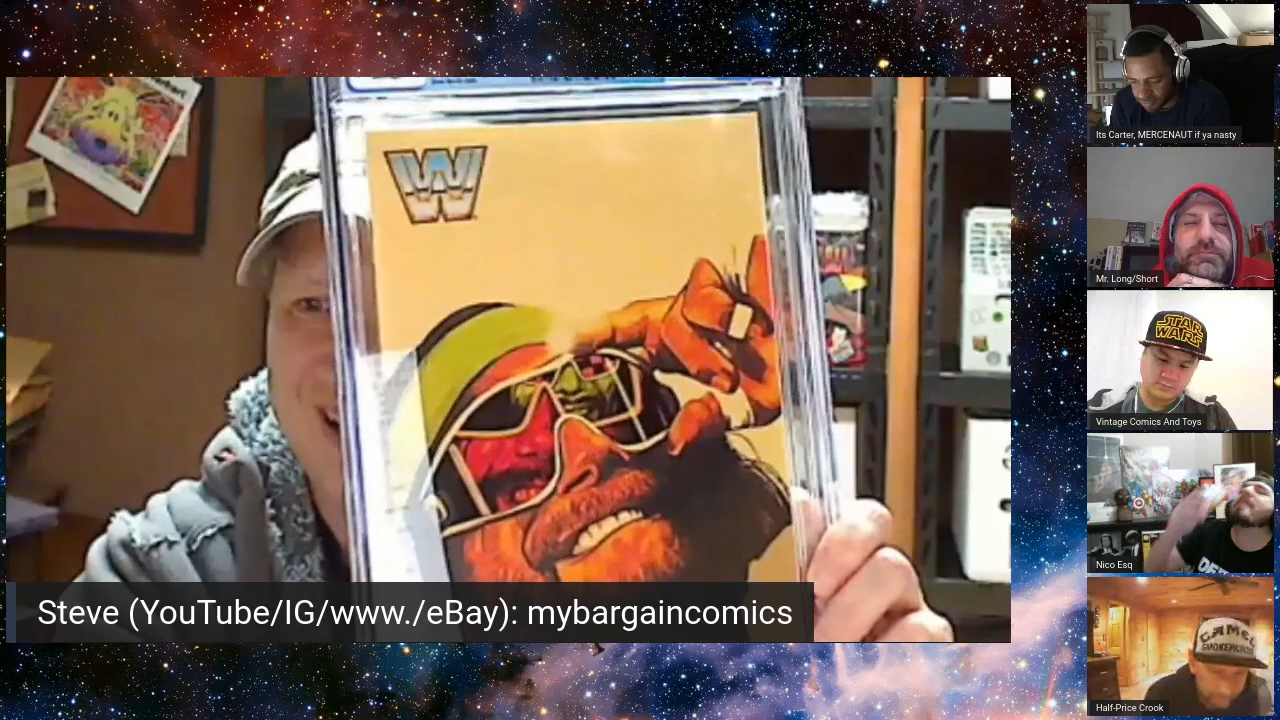 W
Steve (YouTube/IG/www./eBay): mybargaincomics
Its Carter, MERCENAUT if ya nasty
Mr. Long/Short
STAR
WARS
Vintage Comics And Toys
Nico Esq
CAMEL
Half-Price Crook